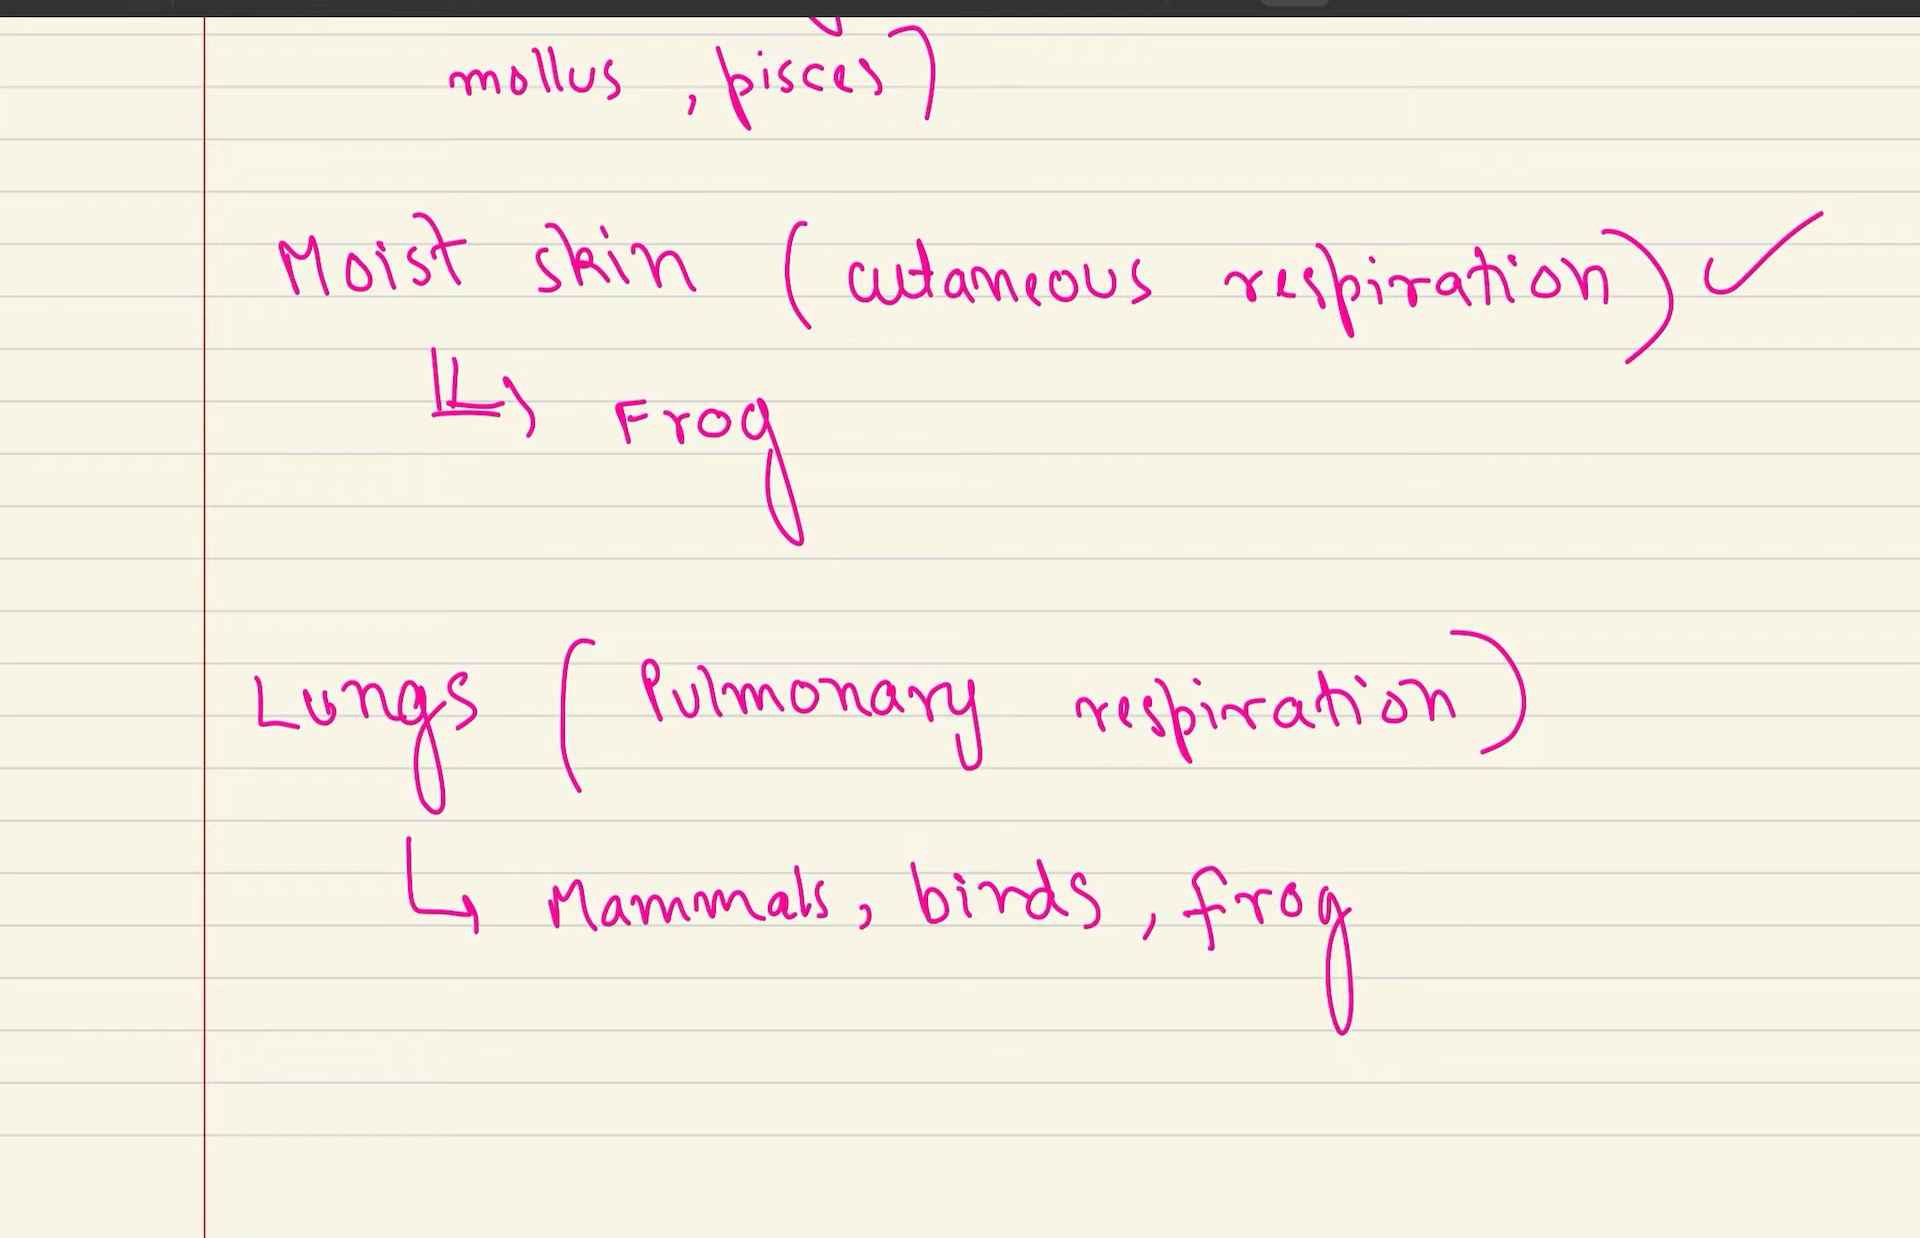 mollus , pisces)
Moist skin (cutaneous respiration) ✓
↳ Frog
Lungs (Pulmonary respiration)
↳ Mammals, birds, frog